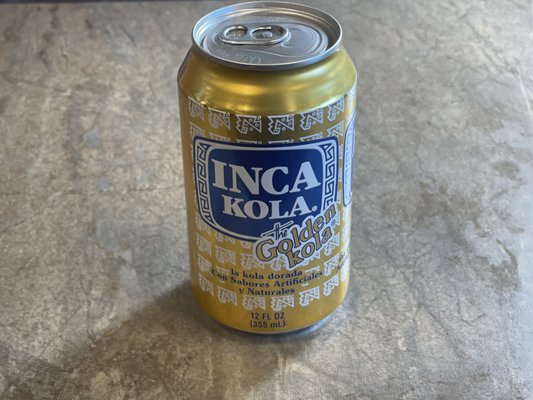 INCA
KOLA®
the
Golden
kola®
la kola dorada
Con Sabores Artificiales
y Naturales
12 FL OZ
(355 mL)